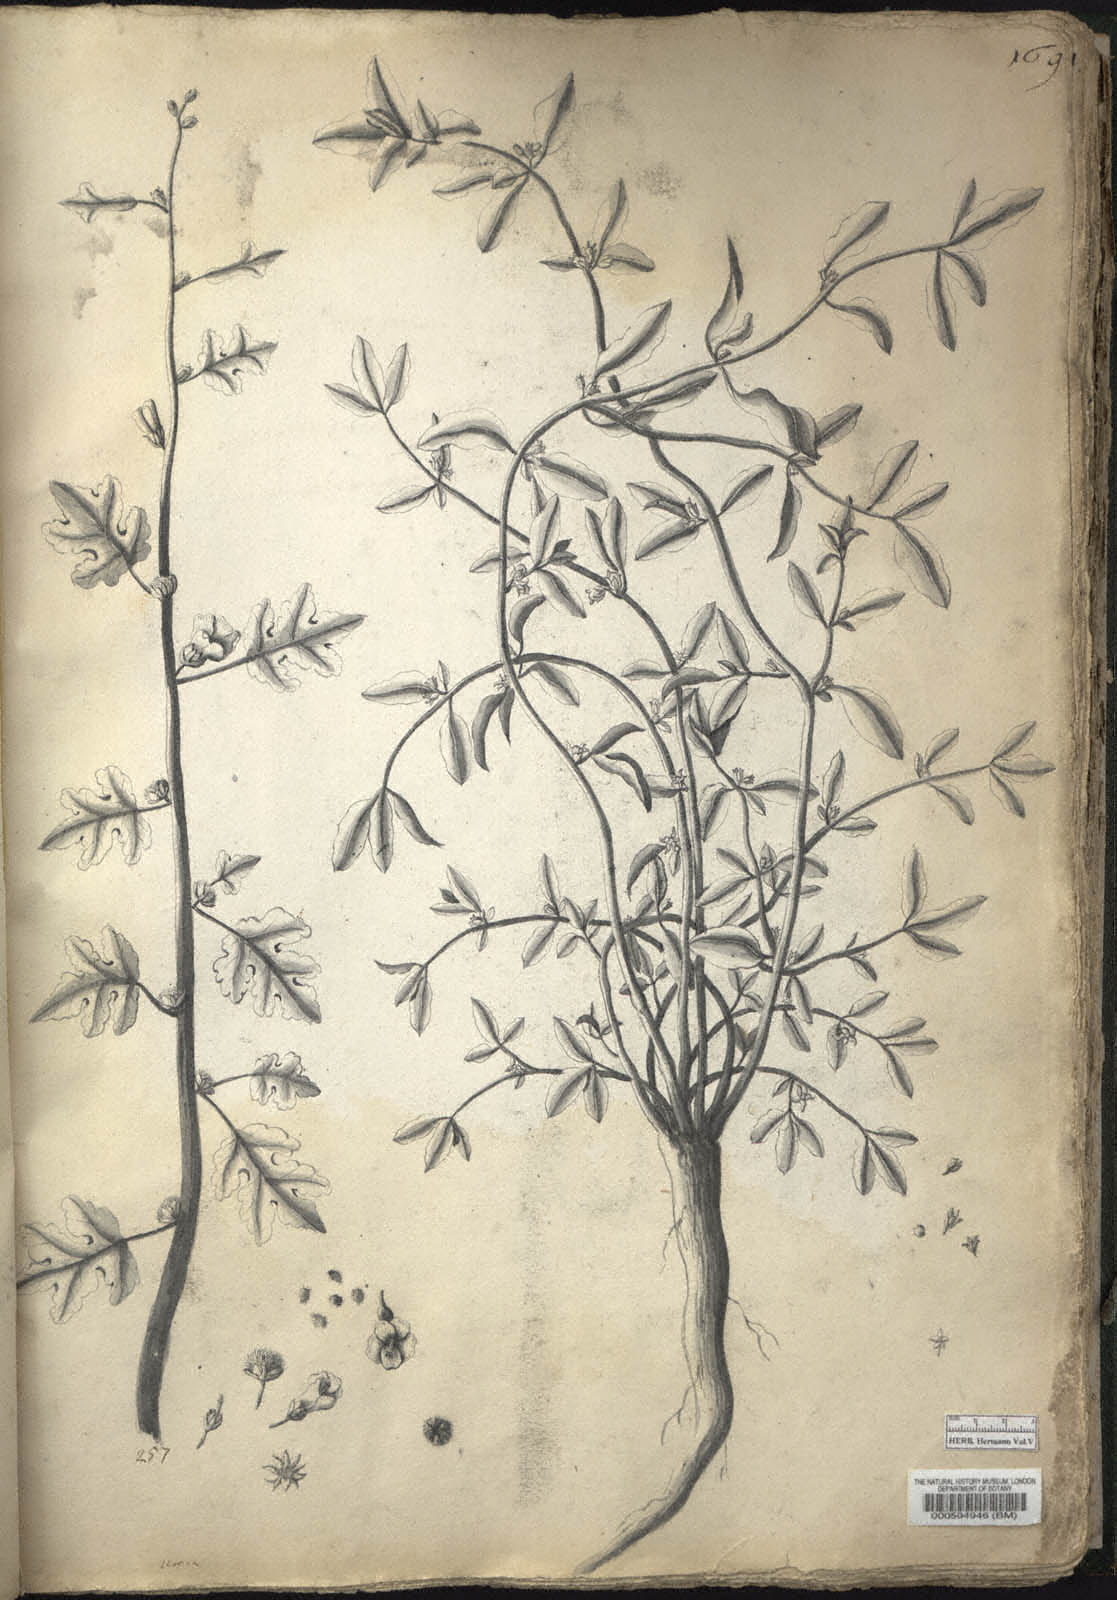 1691.
257
HERB. Hermann Vol.V
THE NATURAL HISTORY MUSEUM, LONDON
DEPARTMENT OF BOTANY
000594946 (BM)